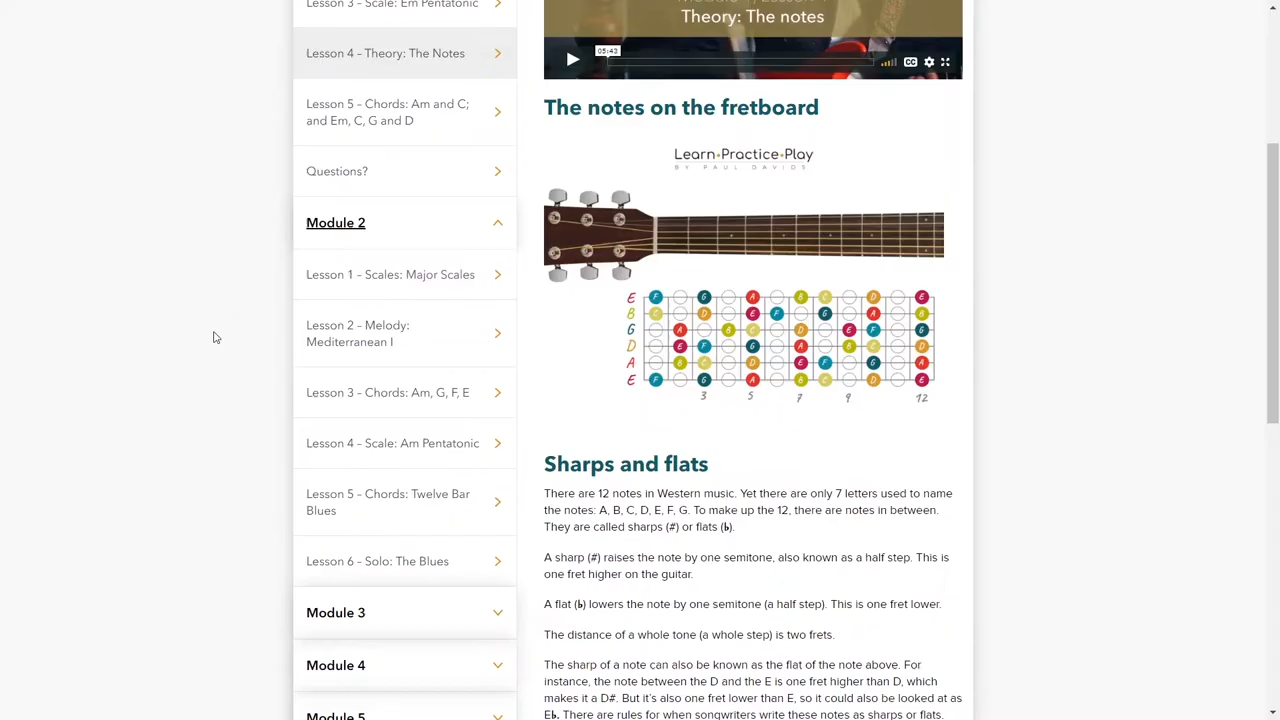 Lesson 3 – Scale: Em Pentatonic
Lesson 4 – Theory: The Notes
Lesson 5 – Chords: Am and C;
and Em, C, G and D
Questions?
Module 2
Lesson 1 – Scales: Major Scales
Lesson 2 – Melody:
Mediterranean I
Lesson 3 – Chords: Am, G, F, E
Lesson 4 – Scale: Am Pentatonic
Lesson 5 – Chords: Twelve Bar
Blues
Lesson 6 – Solo: The Blues
Module 3
Module 4
Module 5
Theory: The notes
05:43
CC
The notes on the fretboard
Learn•Practice•Play
BY PAUL DAVIDS
E F G A B C D E
B C D E F G A B
G A B C D E F G
D E F G A B C D
A B C D E F G A
E F G A B C D E
3 5 7 9 12
Sharps and flats
There are 12 notes in Western music. Yet there are only 7 letters used to name
the notes: A, B, C, D, E, F, G. To make up the 12, there are notes in between.
They are called sharps (#) or flats (♭).
A sharp (#) raises the note by one semitone, also known as a half step. This is
one fret higher on the guitar.
A flat (♭) lowers the note by one semitone (a half step). This is one fret lower.
The distance of a whole tone (a whole step) is two frets.
The sharp of a note can also be known as the flat of the note above. For
instance, the note between the D and the E is one fret higher than D, which
makes it a D#. But it's also one fret lower than E, so it could also be looked at as
E♭. There are rules for when songwriters write these notes as sharps or flats.